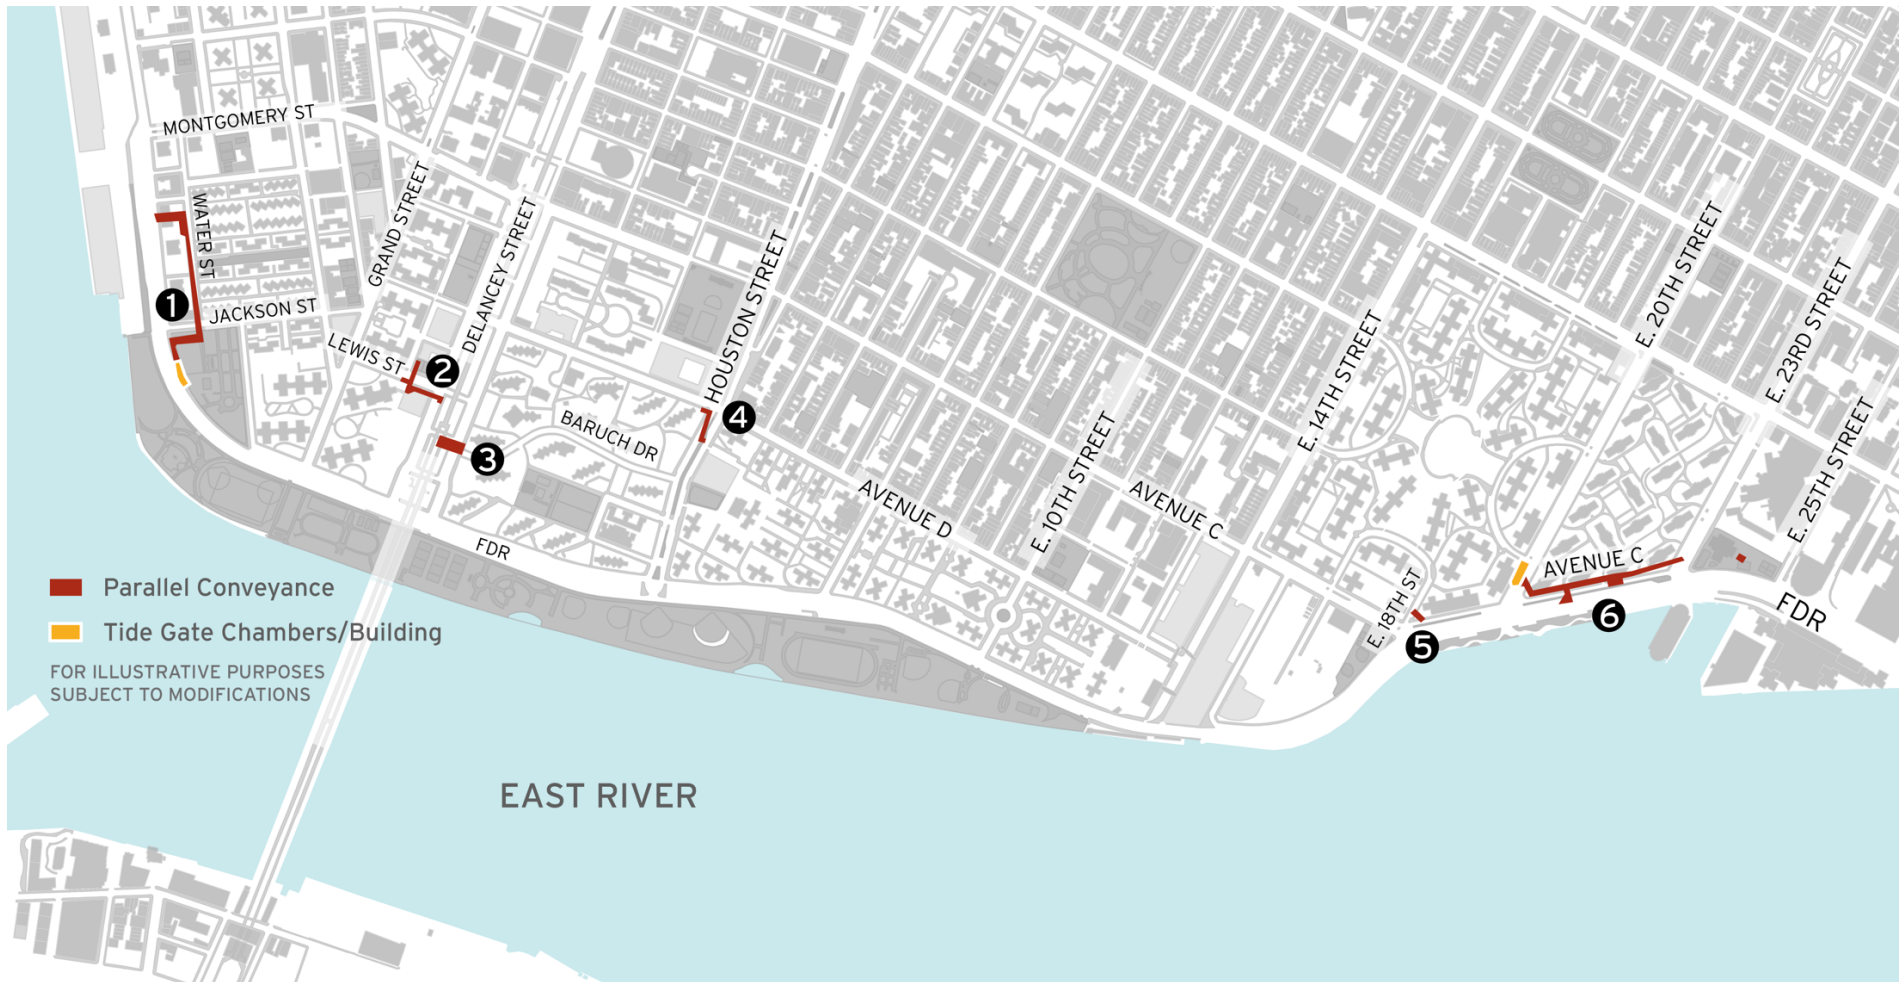 MONTGOMERY ST
WATER ST
GRAND STREET
DELANCEY STREET
HOUSTON STREET
E. 20TH STREET
E. 23RD STREET
1
JACKSON ST
LEWIS ST
2
E. 14TH STREET
E. 25TH STREET
BARUCH DR
4
3
E. 10TH STREET
AVENUE D
AVENUE C
FDR
E. 18TH ST
AVENUE C
5
6
FDR
Parallel Conveyance
Tide Gate Chambers/Building
FOR ILLUSTRATIVE PURPOSES
SUBJECT TO MODIFICATIONS
EAST RIVER